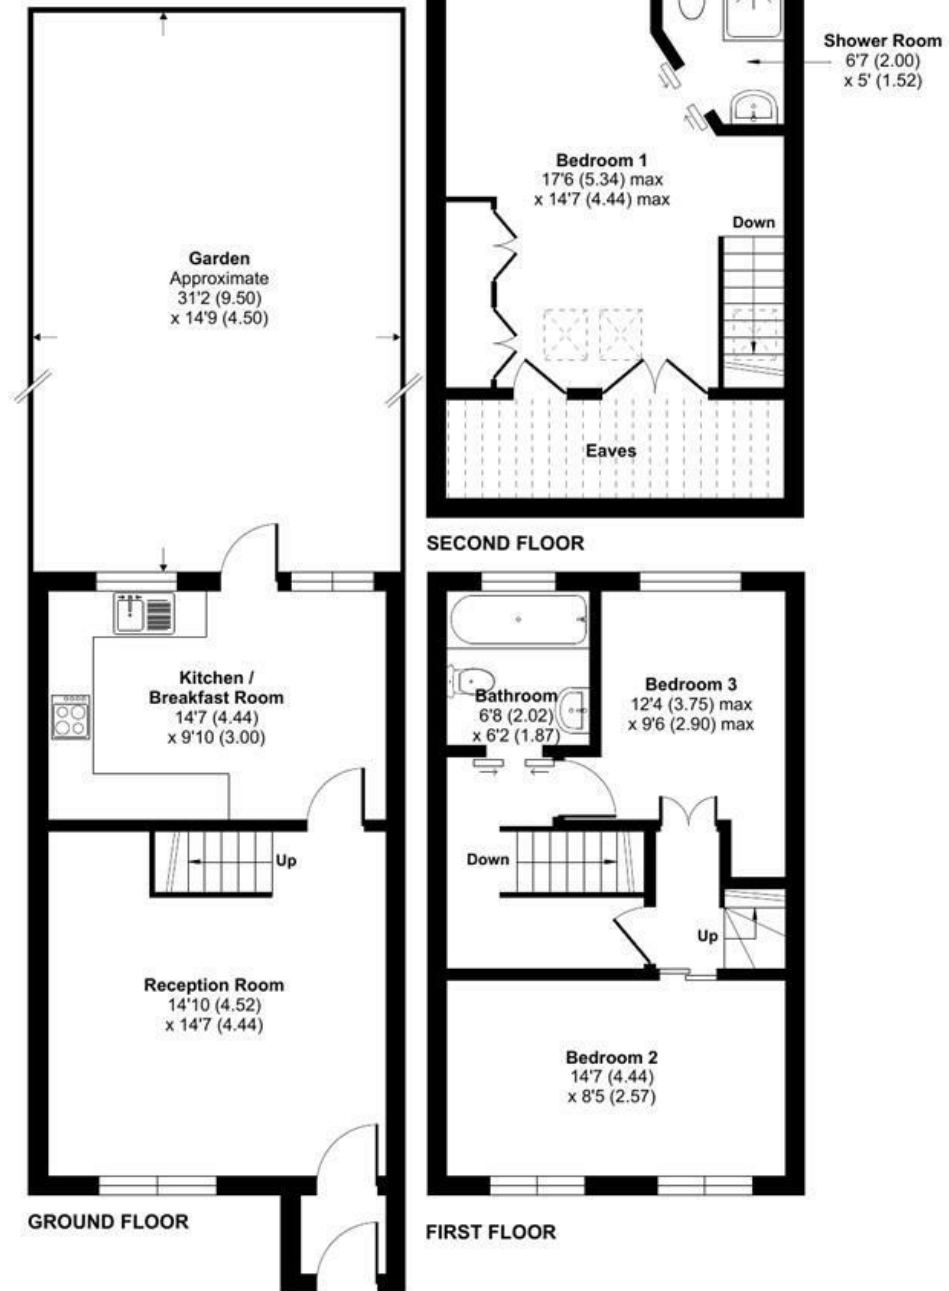 Garden
Approximate
31'2 (9.50)
x 14'9 (4.50)
Kitchen /
Breakfast Room
14'7 (4.44)
x 9'10 (3.00)
Up
Reception Room
14'10 (4.52)
x 14'7 (4.44)
GROUND FLOOR
Shower Room
6'7 (2.00)
x 5' (1.52)
Bedroom 1
17'6 (5.34) max
x 14'7 (4.44) max
Down
Eaves
SECOND FLOOR
Bathroom
6'8 (2.02)
x 6'2 (1.87)
Bedroom 3
12'4 (3.75) max
x 9'6 (2.90) max
Down
Up
Bedroom 2
14'7 (4.44)
x 8'5 (2.57)
FIRST FLOOR